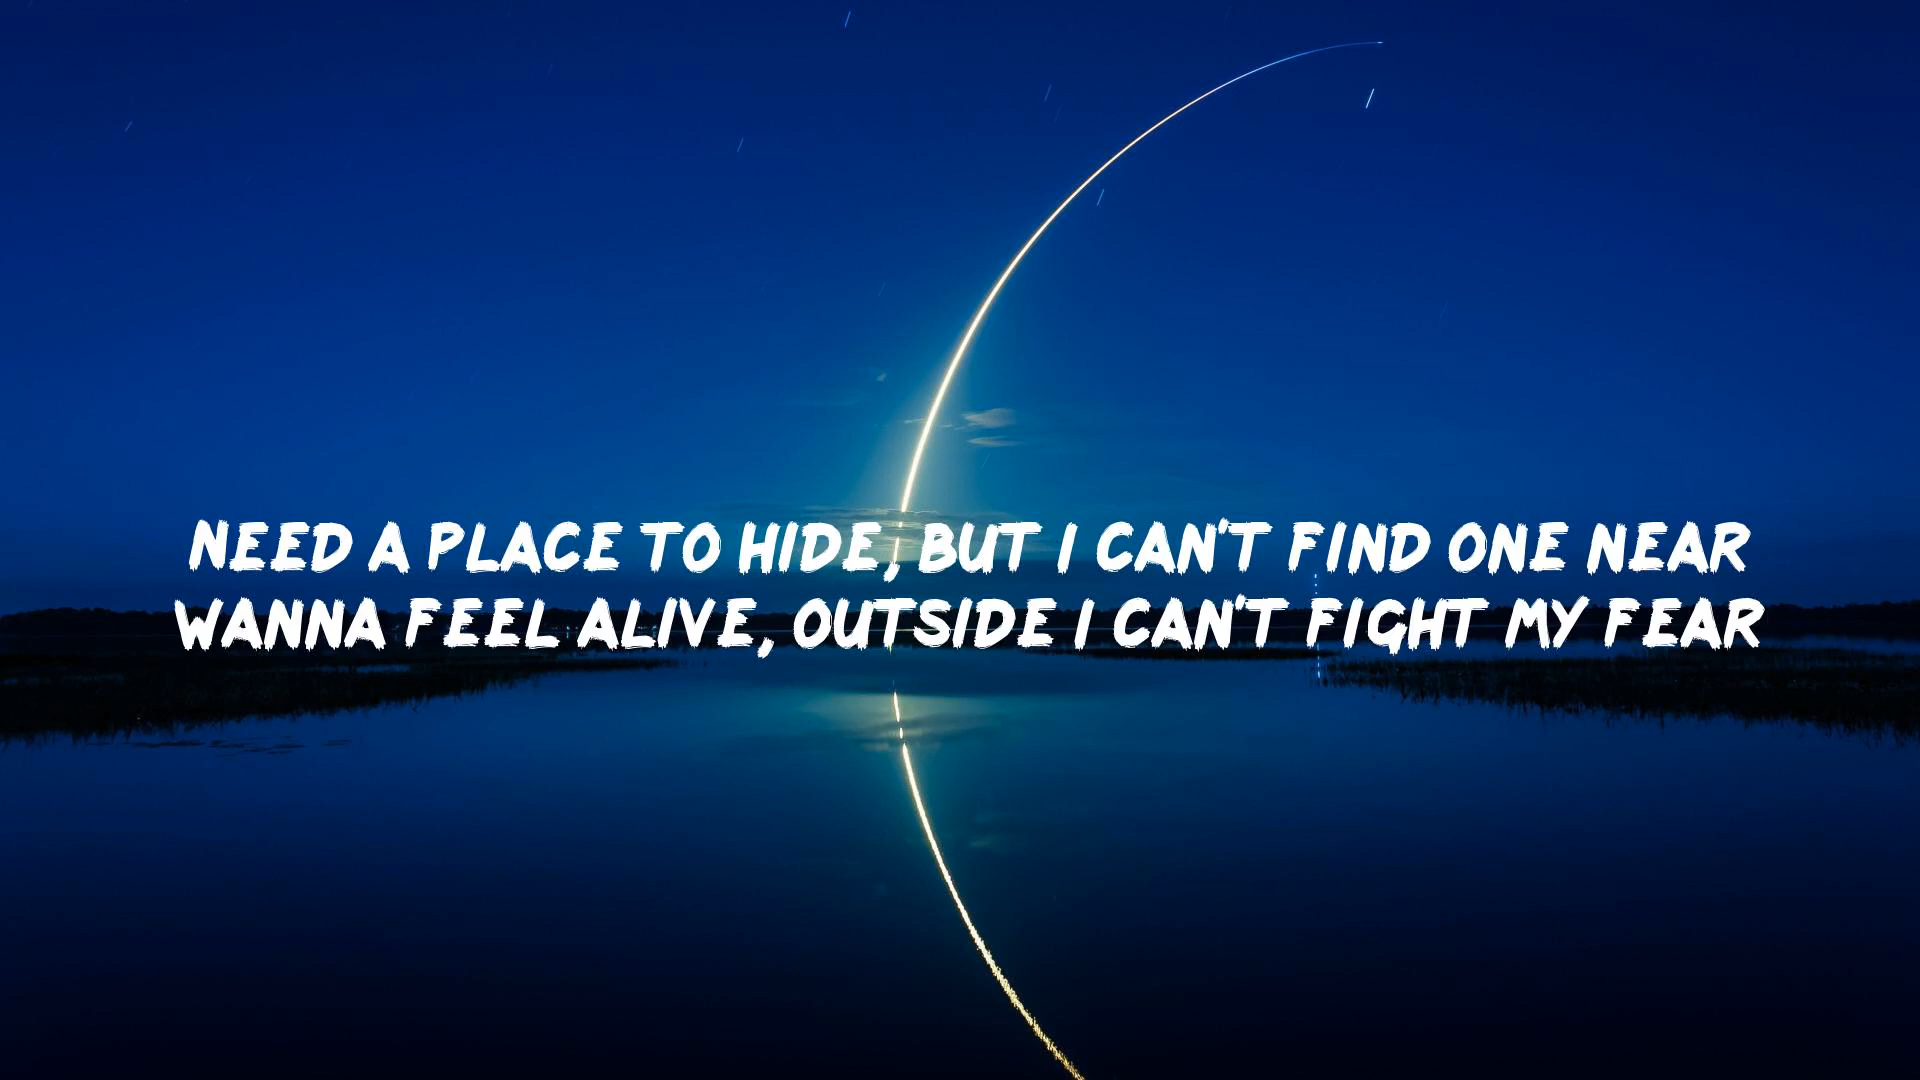 NEED A PLACE TO HIDE, BUT I CAN'T FIND ONE NEAR
WANNA FEEL ALIVE, OUTSIDE I CAN'T FIGHT MY FEAR